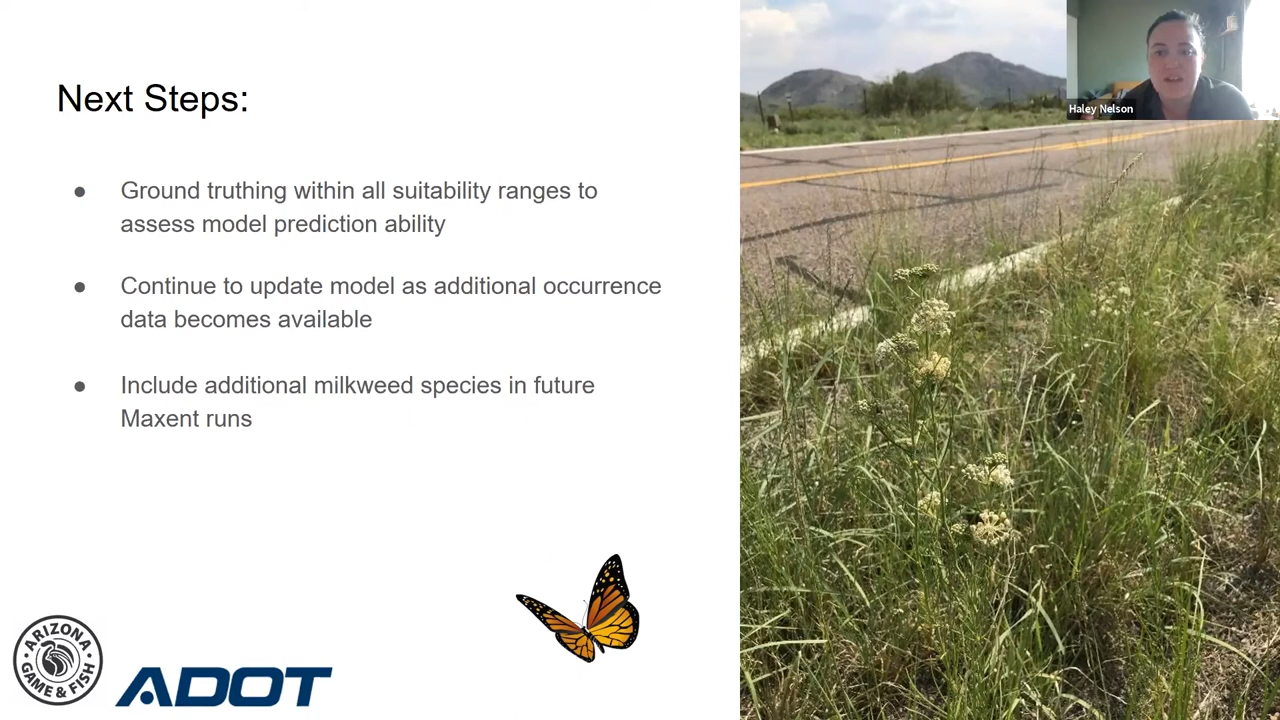 Next Steps:
Haley Nelson
● Ground truthing within all suitability ranges to
assess model prediction ability
● Continue to update model as additional occurrence
data becomes available
● Include additional milkweed species in future
Maxent runs
ARIZONA
GAME & FISH
ADOT